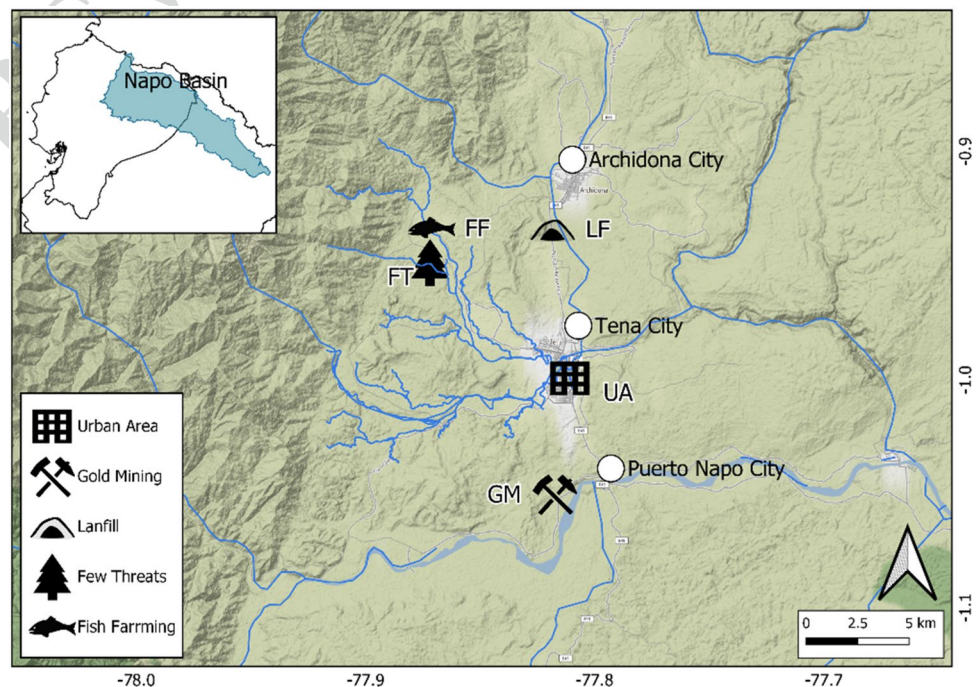 Napo Basin
Archidona City
Archidona
FF
LF
FT
Tena City
UA
Puerto Napo City
GM
Urban Area
Gold Mining
Lanfill
Few Threats
Fish Farrming
0 2.5 5 km
-0.9
-1.0
-1.1
-78.0 -77.9 -77.8 -77.7